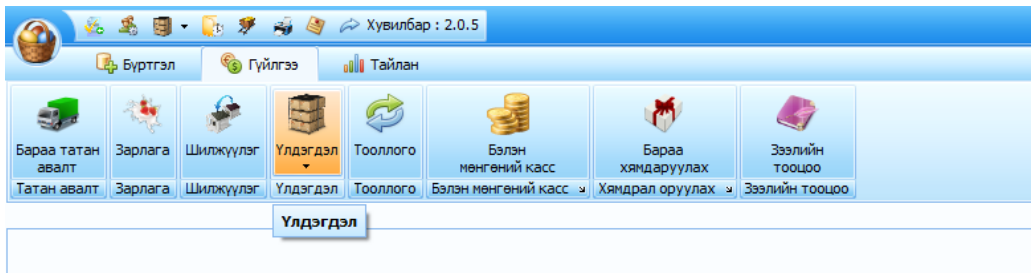 Хувилбар : 2.0.5
Бүртгэл Гүйлгээ Тайлан
Бараа татан авалт
Зарлага
Шилжүүлэг
Үлдэгдэл
Тооллого
Бэлэн мөнгөний касс
Бараа хямдаруулах
Зээлийн тооцоо
Татан авалт Зарлага Шилжүүлэг Үлдэгдэл Тооллого Бэлэн мөнгөний касс Хямдрал оруулах Зээлийн тооцоо
Үлдэгдэл